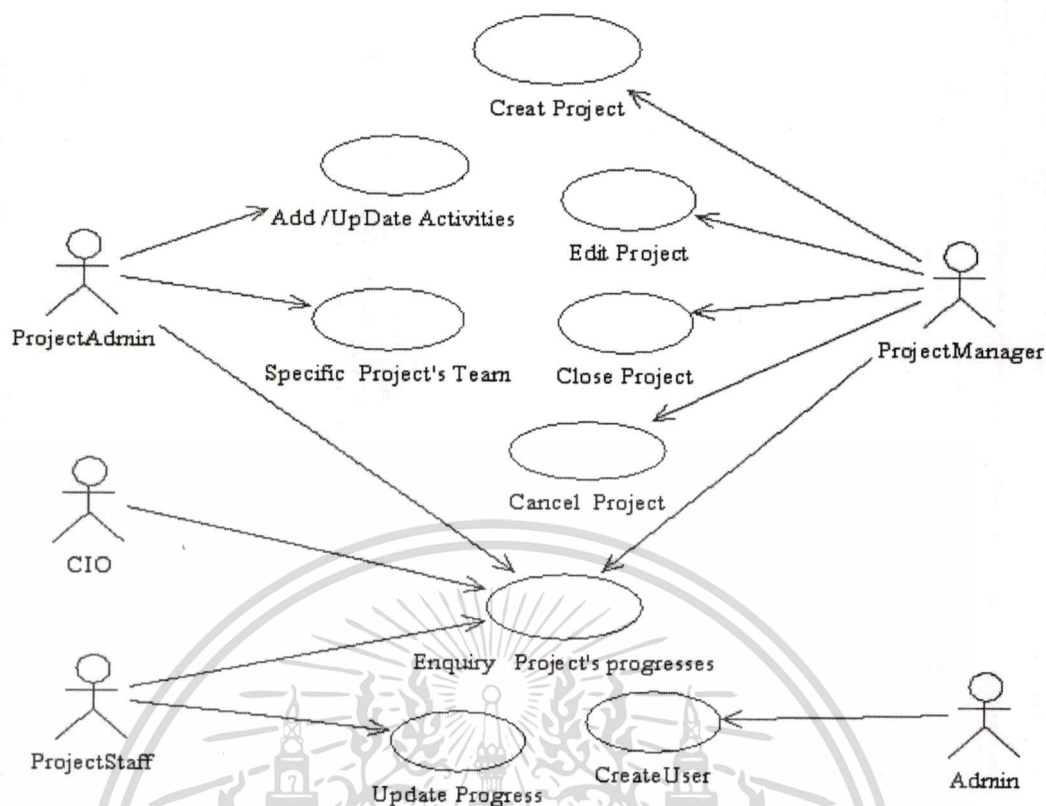 Creat Project
Add /UpDate Activities
Edit Project
ProjectAdmin
ProjectManager
Specific Project's Team
Close Project
Cancel Project
CIO
Enquiry Project's progresses
ProjectStaff
CreateUser
Admin
Update Progress